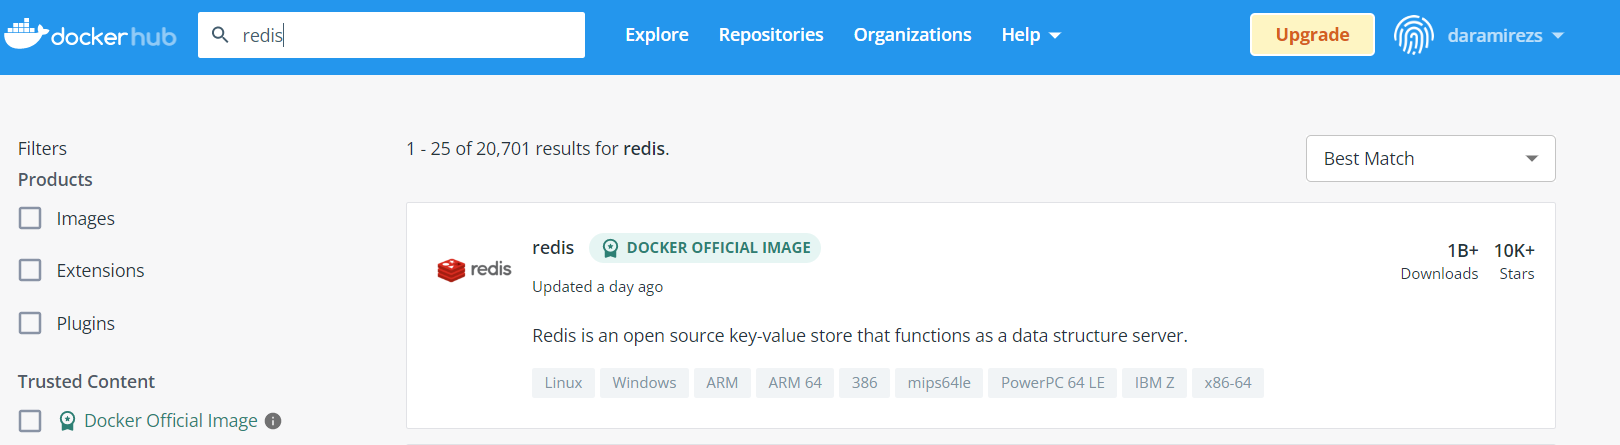 docker hub
redis
Explore
Repositories
Organizations
Help
Upgrade
daramirezs
Filters
Products
Images
Extensions
Plugins
Trusted Content
Docker Official Image
1 - 25 of 20,701 results for redis.
Best Match
redis
redis
DOCKER OFFICIAL IMAGE
Updated a day ago
1B+
Downloads
10K+
Stars
Redis is an open source key-value store that functions as a data structure server.
Linux
Windows
ARM
ARM 64
386
mips64le
PowerPC 64 LE
IBM Z
x86-64